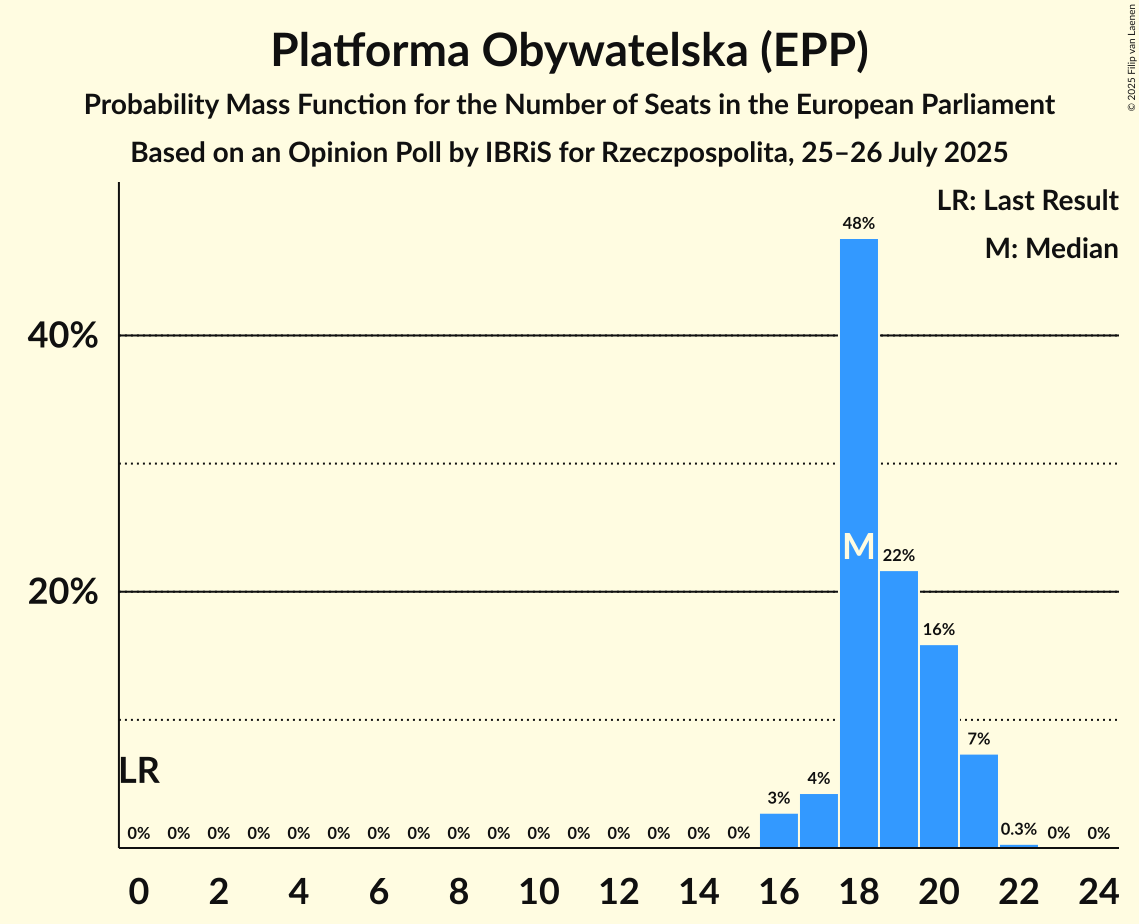 Platforma Obywatelska (EPP)
Probability Mass Function for the Number of Seats in the European Parliament
Based on an Opinion Poll by IBRiS for Rzeczpospolita, 25–26 July 2025
© 2025 Filip van Laenen
LR: Last Result
M: Median
40%
20%
LR
M
0% 0% 0% 0% 0% 0% 0% 0% 0% 0% 0% 0% 0% 0% 0% 0% 3% 4% 48% 22% 16% 7% 0.3% 0% 0%
0 2 4 6 8 10 12 14 16 18 20 22 24